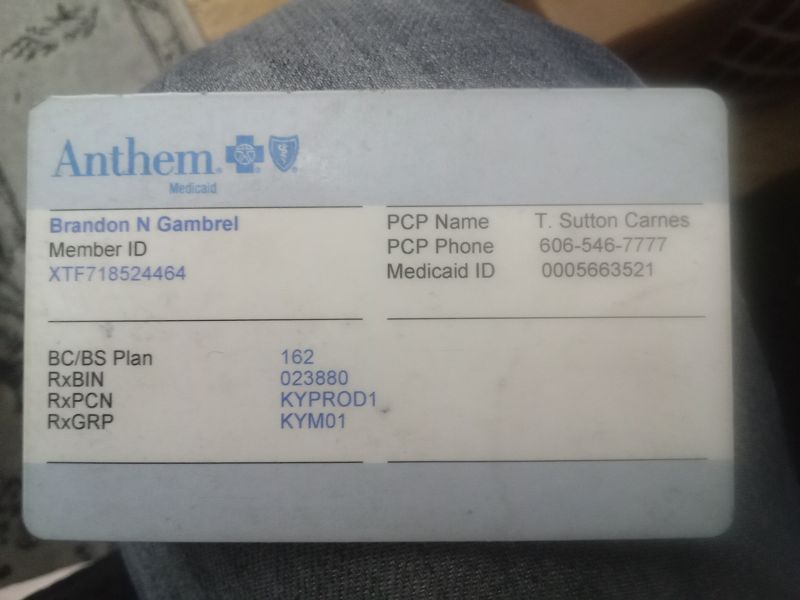 Anthem
Medicaid
Brandon N Gambrel
Member ID
XTF718524464
PCP Name T. Sutton Carnes
PCP Phone 606-546-7777
Medicaid ID 0005663521
BC/BS Plan 162
RxBIN 023880
RxPCN KYPROD1
RxGRP KYM01